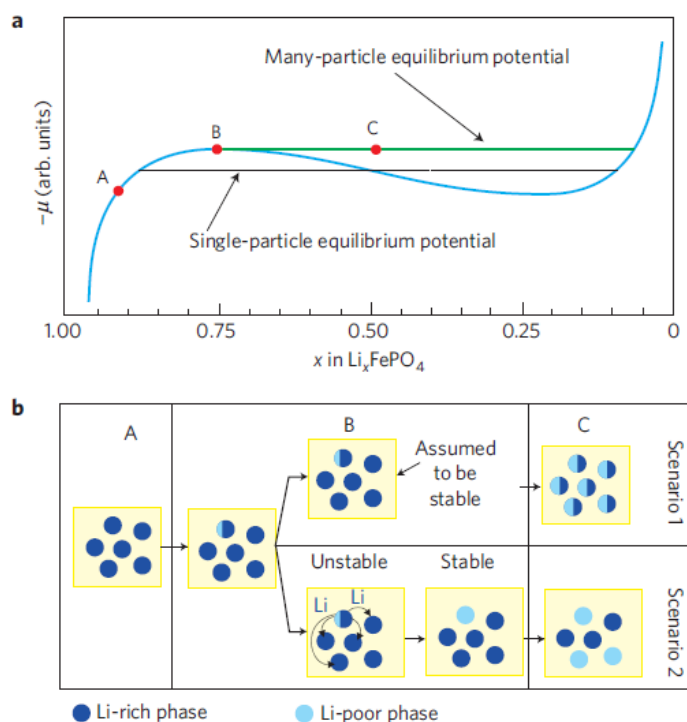 a
Many-particle equilibrium potential
B
C
A
−μ (arb. units)
Single-particle equilibrium potential
1.00
0.75
0.50
0.25
0
x in LixFePO4
b
A
B
C
Assumed
to be
stable
Scenario 1
Unstable
Stable
Li
Li
Scenario 2
Li-rich phase
Li-poor phase